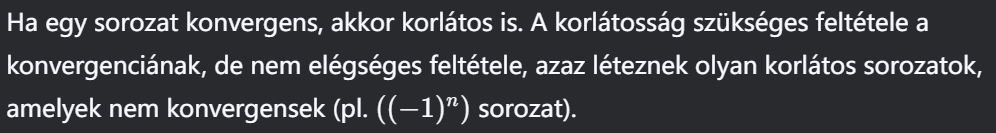 Ha egy sorozat konvergens, akkor korlátos is. A korlátosság szükséges feltétele a
konvergenciának, de nem elégséges feltétele, azaz léteznek olyan korlátos sorozatok,
amelyek nem konvergensek (pl. ((−1)ⁿ) sorozat).